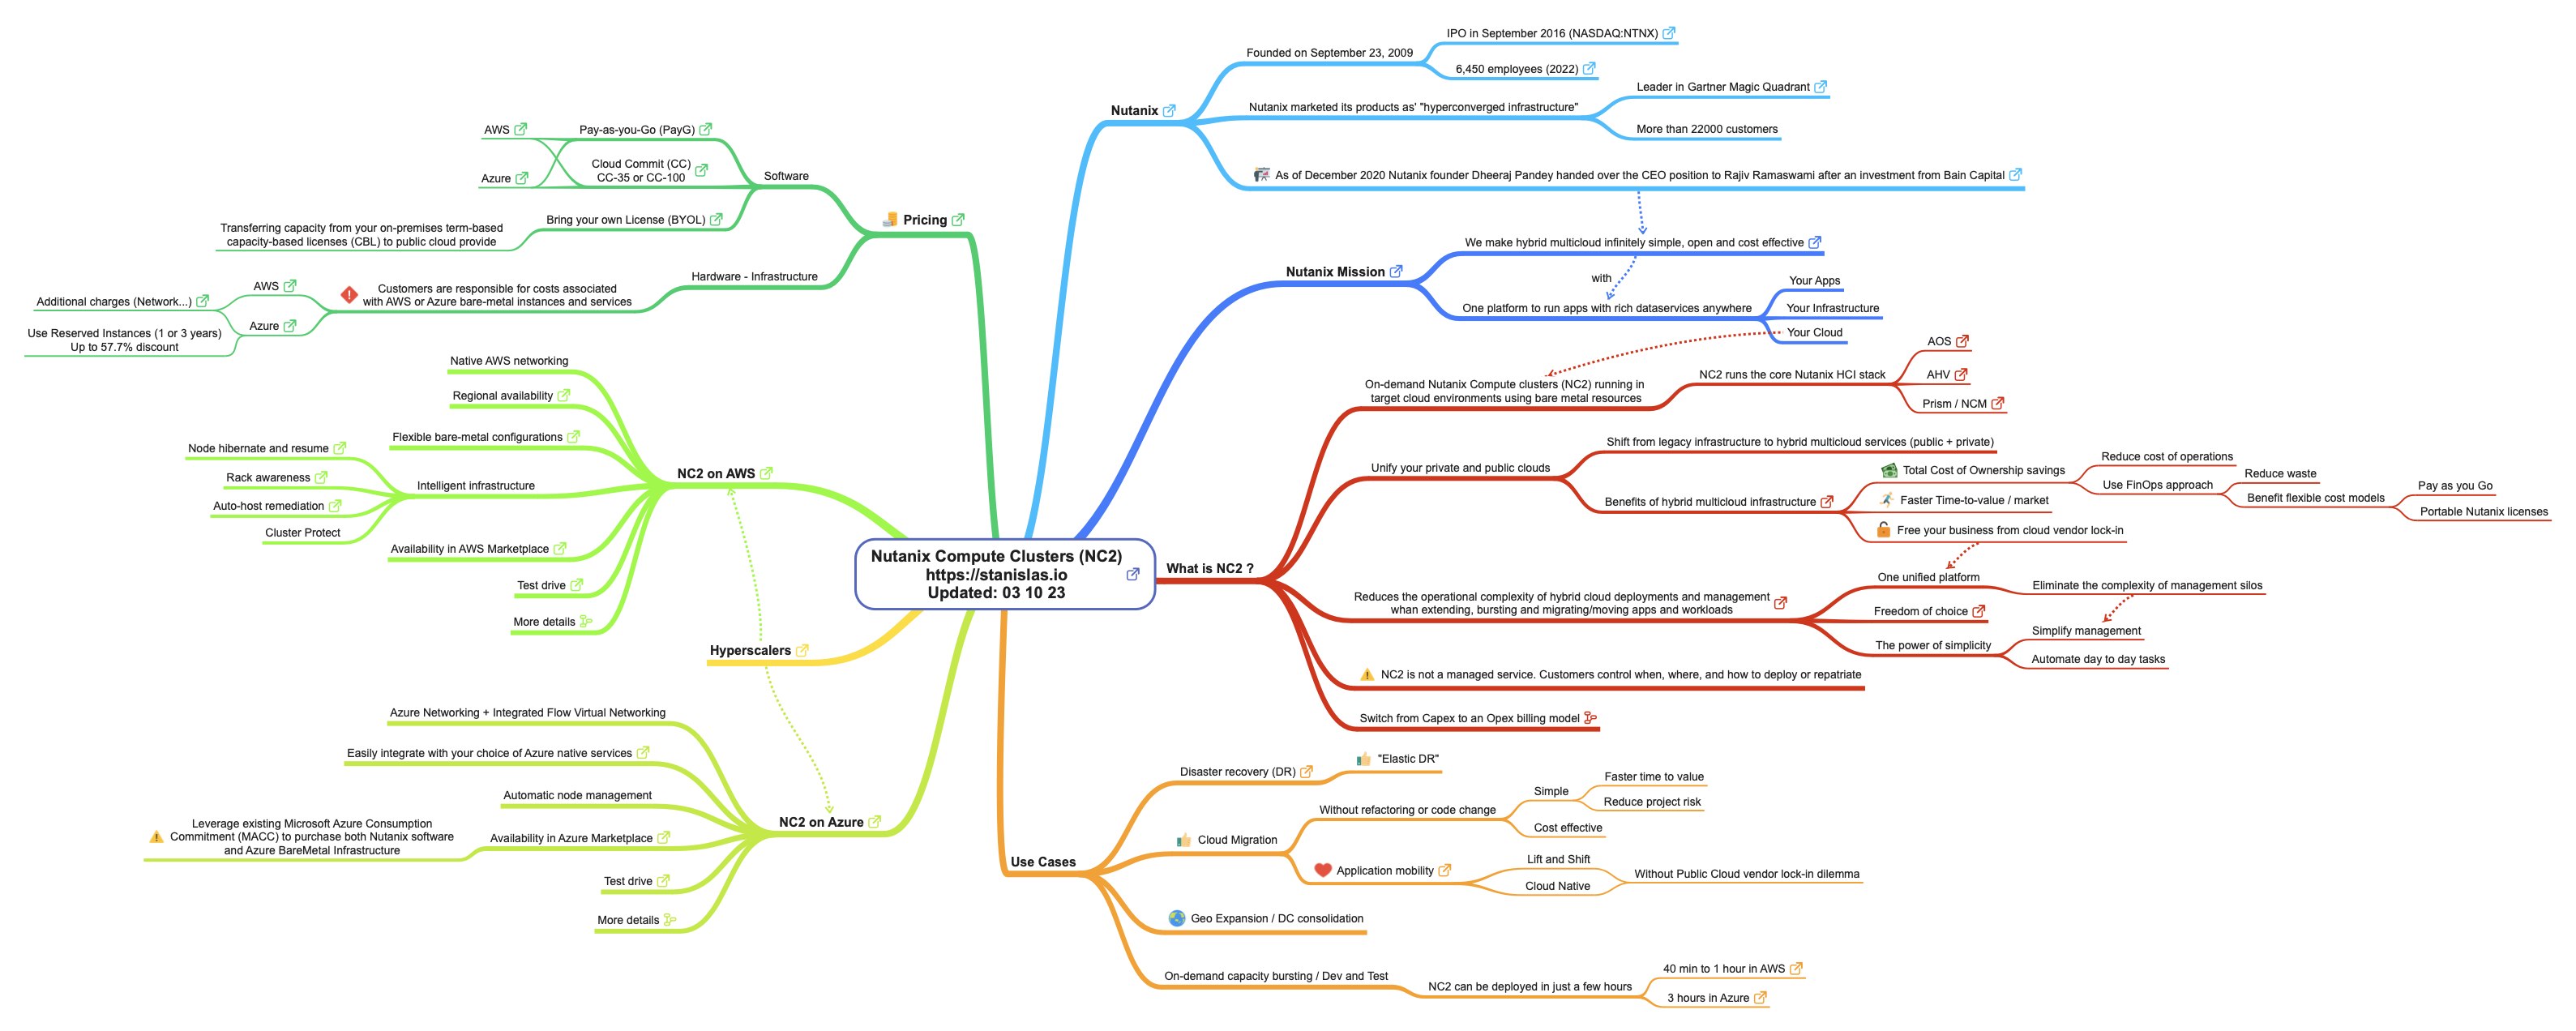 Nutanix Compute Clusters (NC2)
https://stanislas.io
Updated: 03 10 23
Nutanix
Founded on September 23, 2009
IPO in September 2016 (NASDAQ:NTNX)
6,450 employees (2022)
Nutanix marketed its products as' "hyperconverged infrastructure"
Leader in Gartner Magic Quadrant
More than 22000 customers
As of December 2020 Nutanix founder Dheeraj Pandey handed over the CEO position to Rajiv Ramaswami after an investment from Bain Capital
Nutanix Mission
We make hybrid multicloud infinitely simple, open and cost effective
with
One platform to run apps with rich dataservices anywhere
Your Apps
Your Infrastructure
Your Cloud
What is NC2 ?
On-demand Nutanix Compute clusters (NC2) running in
target cloud environments using bare metal resources
NC2 runs the core Nutanix HCI stack
AOS
AHV
Prism / NCM
Unify your private and public clouds
Shift from legacy infrastructure to hybrid multicloud services (public + private)
Benefits of hybrid multicloud infrastructure
Total Cost of Ownership savings
Reduce cost of operations
Use FinOps approach
Reduce waste
Benefit flexible cost models
Pay as you Go
Portable Nutanix licenses
Faster Time-to-value / market
Free your business from cloud vendor lock-in
Reduces the operational complexity of hybrid cloud deployments and management
whan extending, bursting and migrating/moving apps and workloads
One unified platform
Eliminate the complexity of management silos
Freedom of choice
The power of simplicity
Simplify management
Automate day to day tasks
NC2 is not a managed service. Customers control when, where, and how to deploy or repatriate
Switch from Capex to an Opex billing model
Use Cases
Disaster recovery (DR)
"Elastic DR"
Cloud Migration
Without refactoring or code change
Simple
Faster time to value
Reduce project risk
Cost effective
Application mobility
Lift and Shift
Cloud Native
Without Public Cloud vendor lock-in dilemma
Geo Expansion / DC consolidation
On-demand capacity bursting / Dev and Test
NC2 can be deployed in just a few hours
40 min to 1 hour in AWS
3 hours in Azure
Pricing
Software
Pay-as-you-Go (PayG)
Cloud Commit (CC)
CC-35 or CC-100
AWS
Azure
Bring your own License (BYOL)
Transferring capacity from your on-premises term-based
capacity-based licenses (CBL) to public cloud provide
Hardware - Infrastructure
Customers are responsible for costs associated
with AWS or Azure bare-metal instances and services
AWS
Azure
Additional charges (Network...)
Use Reserved Instances (1 or 3 years)
Up to 57.7% discount
NC2 on AWS
Native AWS networking
Regional availability
Flexible bare-metal configurations
Intelligent infrastructure
Node hibernate and resume
Rack awareness
Auto-host remediation
Cluster Protect
Availability in AWS Marketplace
Test drive
More details
Hyperscalers
NC2 on Azure
Azure Networking + Integrated Flow Virtual Networking
Easily integrate with your choice of Azure native services
Automatic node management
Availability in Azure Marketplace
Leverage existing Microsoft Azure Consumption
Commitment (MACC) to purchase both Nutanix software
and Azure BareMetal Infrastructure
Test drive
More details